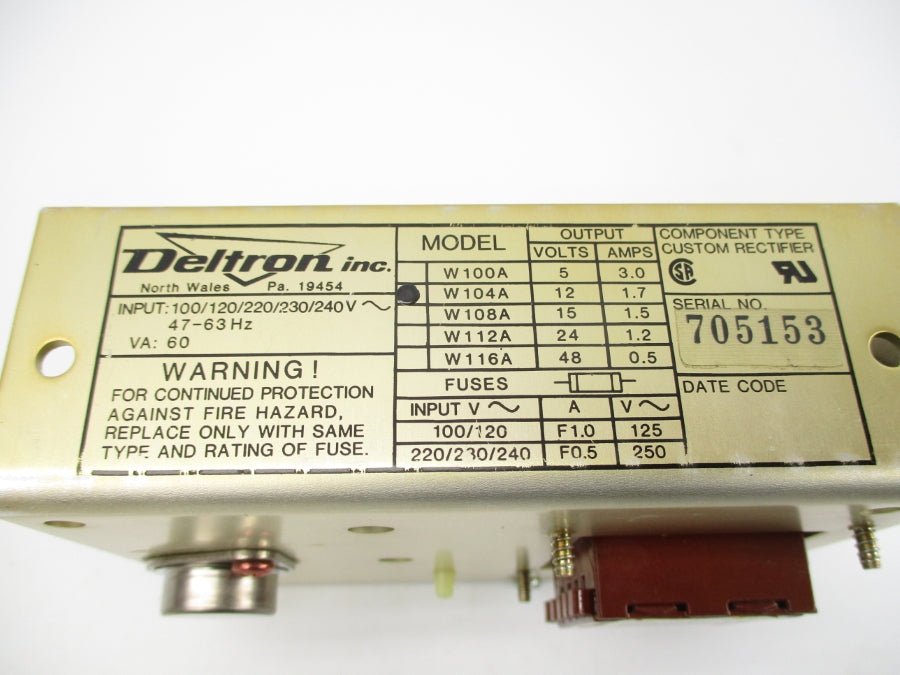 Deltron inc.
North Wales Pa. 19454
INPUT: 100/120/220/230/240V ~
47-63Hz
VA: 60
WARNING!
FOR CONTINUED PROTECTION
AGAINST FIRE HAZARD,
REPLACE ONLY WITH SAME
TYPE AND RATING OF FUSE.
MODEL OUTPUT
VOLTS AMPS
W100A 5 3.0
W104A 12 1.7
W108A 15 1.5
W112A 24 1.2
W116A 48 0.5
FUSES
INPUT V ~ A V ~
100/120 F1.0 125
220/230/240 F0.5 250
COMPONENT TYPE
CUSTOM RECTIFIER
SERIAL NO.
705153
DATE CODE